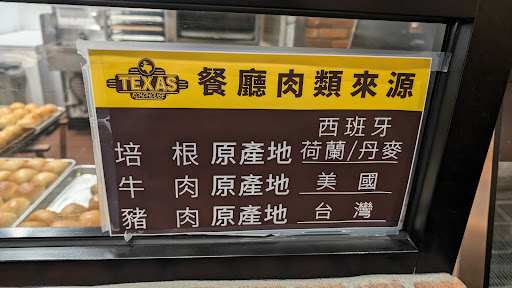 TEXAS
ROADHOUSE
餐廳肉類來源
西班牙
培根原產地 荷蘭/丹麥
牛肉原產地 美國
豬肉原產地 台灣